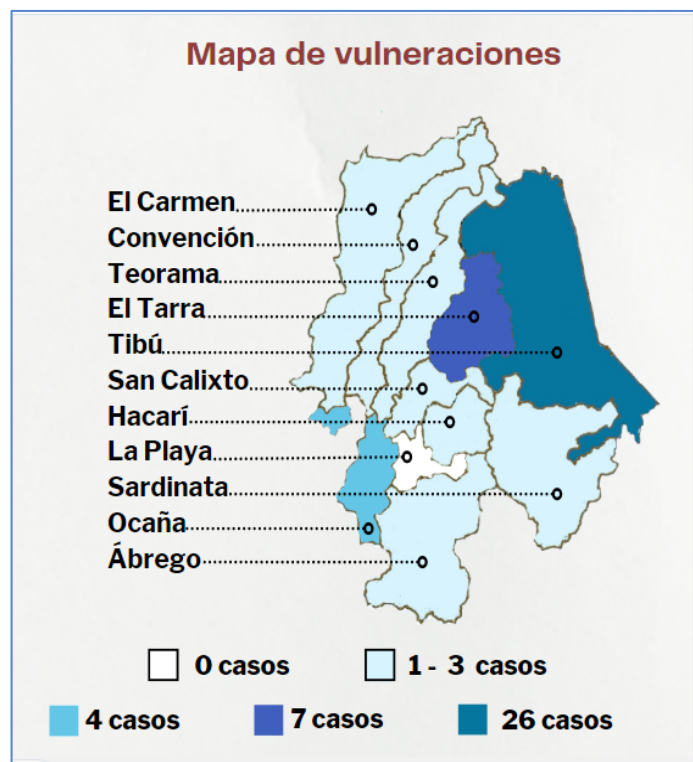 Mapa de vulneraciones
El Carmen
Convención
Teorama
El Tarra
Tibú
San Calixto
Hacarí
La Playa
Sardinata
Ocaña
Ábrego
0 casos
1 - 3 casos
4 casos
7 casos
26 casos